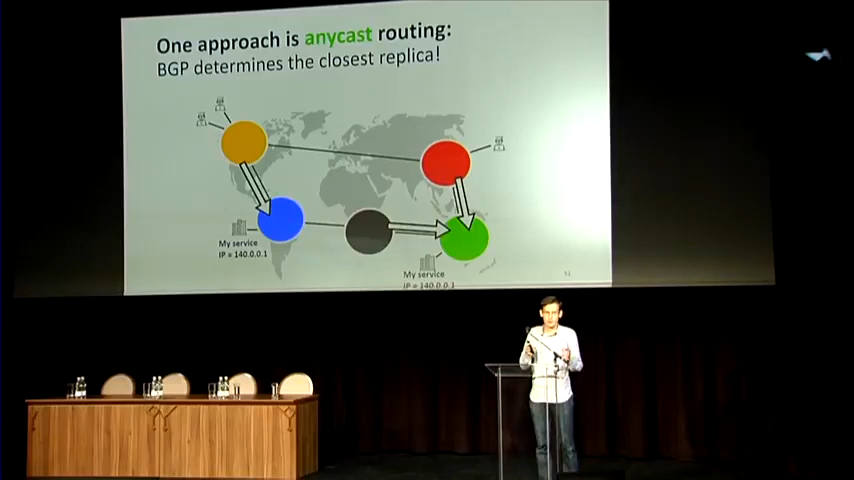 One approach is anycast routing:
BGP determines the closest replica!
My service
IP = 140.0.0.1
My service
IP = 140.0.0.1
51